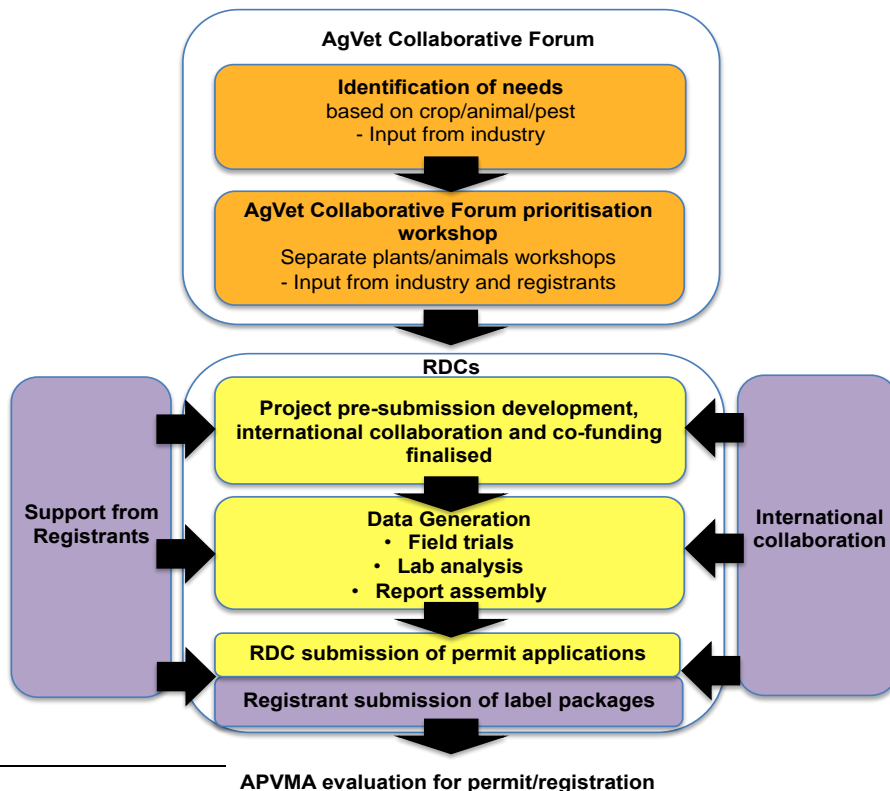 AgVet Collaborative Forum
Identification of needs
based on crop/animal/pest
- Input from industry
AgVet Collaborative Forum prioritisation
workshop
Separate plants/animals workshops
- Input from industry and registrants
RDCs
Project pre-submission development,
international collaboration and co-funding
finalised
Support from
Registrants
Data Generation
• Field trials
• Lab analysis
• Report assembly
International
collaboration
RDC submission of permit applications
Registrant submission of label packages
APVMA evaluation for permit/registration